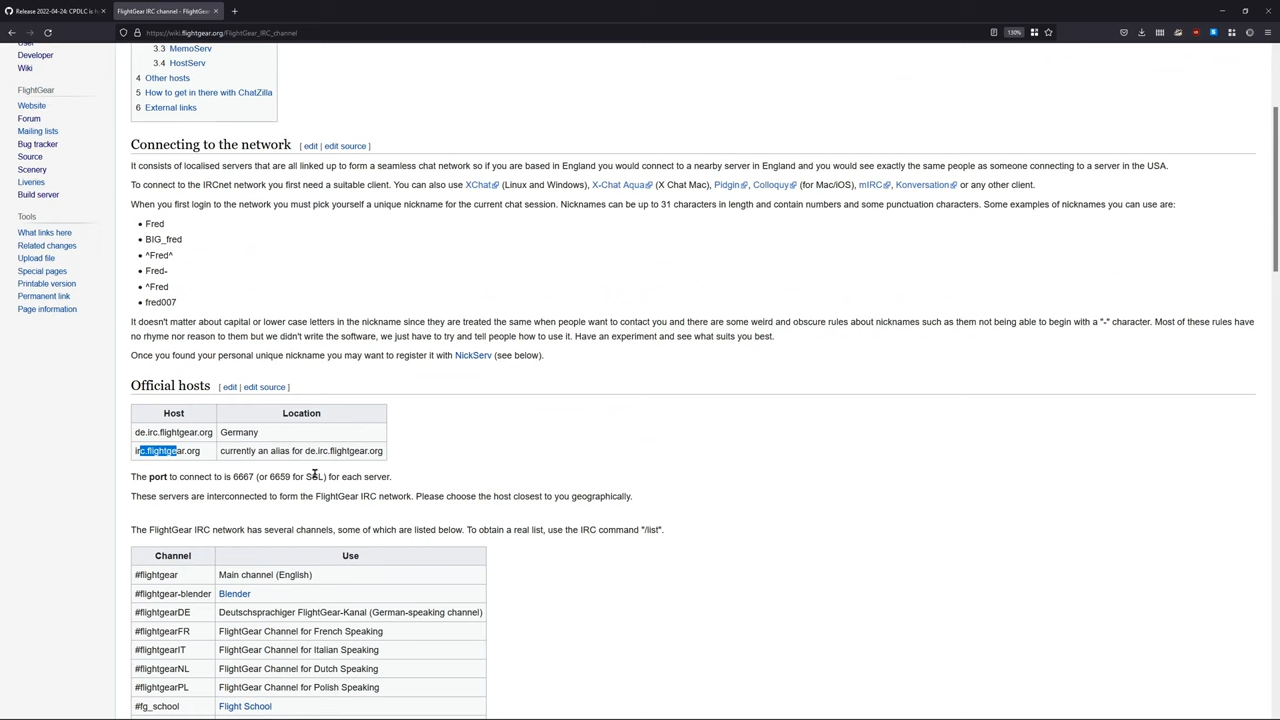 Release 2022-04-24: CPDLC is
FlightGear IRC channel - FlightGea
https://wiki.flightgear.org/FlightGear_IRC_channel
130%
User
Developer
Wiki
FlightGear
Website
Forum
Mailing lists
Bug tracker
Source
Scenery
Liveries
Build server
Tools
What links here
Related changes
Upload file
Special pages
Printable version
Permanent link
Page information
3.3 MemoServ
3.4 HostServ
4 Other hosts
5 How to get in there with ChatZilla
6 External links
Connecting to the network [ edit | edit source ]
It consists of localised servers that are all linked up to form a seamless chat network so if you are based in England you would connect to a nearby server in England and you would see exactly the same people as someone connecting to a server in the USA.
To connect to the IRCnet network you first need a suitable client. You can also use XChat (Linux and Windows), X-Chat Aqua (X Chat Mac), Pidgin, Colloquy (for Mac/iOS), mIRC, Konversation or any other client.
When you first login to the network you must pick yourself a unique nickname for the current chat session. Nicknames can be up to 31 characters in length and contain numbers and some punctuation characters. Some examples of nicknames you can use are:
• Fred
• BIG_fred
• ^Fred^
• Fred-
• ^Fred
• fred007
It doesn't matter about capital or lower case letters in the nickname since they are treated the same when people want to contact you and there are some weird and obscure rules about nicknames such as them not being able to begin with a "-" character. Most of these rules have
no rhyme nor reason to them but we didn't write the software, we just have to try and tell people how to use it. Have an experiment and see what suits you best.
Once you found your personal unique nickname you may want to register it with NickServ (see below).
Official hosts [ edit | edit source ]
Host Location
de.irc.flightgear.org Germany
irc.flightgear.org currently an alias for de.irc.flightgear.org
The port to connect to is 6667 (or 6659 for SSL) for each server.
These servers are interconnected to form the FlightGear IRC network. Please choose the host closest to you geographically.
The FlightGear IRC network has several channels, some of which are listed below. To obtain a real list, use the IRC command "/list".
Channel Use
#flightgear Main channel (English)
#flightgear-blender Blender
#flightgearDE Deutschsprachiger FlightGear-Kanal (German-speaking channel)
#flightgearFR FlightGear Channel for French Speaking
#flightgearIT FlightGear Channel for Italian Speaking
#flightgearNL FlightGear Channel for Dutch Speaking
#flightgearPL FlightGear Channel for Polish Speaking
#fg_school Flight School